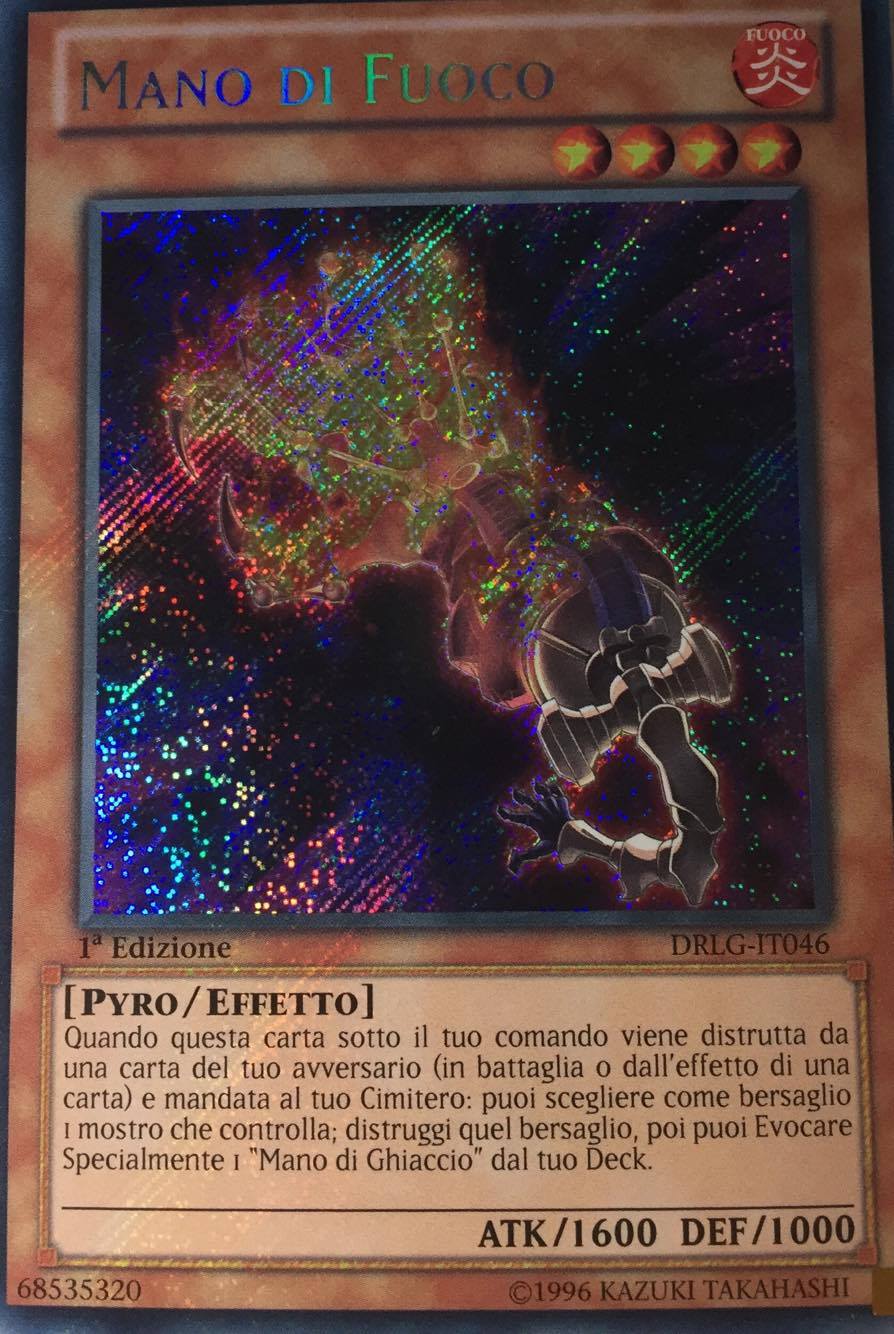 MANO DI FUOCO
FUOCO
炎
1ª Edizione
DRLG-IT046
[PYRO/EFFETTO]
Quando questa carta sotto il tuo comando viene distrutta da
una carta del tuo avversario (in battaglia o dall'effetto di una
carta) e mandata al tuo Cimitero: puoi scegliere come bersaglio
1 mostro che controlla; distruggi quel bersaglio, poi puoi Evocare
Specialmente 1 "Mano di Ghiaccio" dal tuo Deck.
ATK/1600 DEF/1000
68535320
©1996 KAZUKI TAKAHASHI